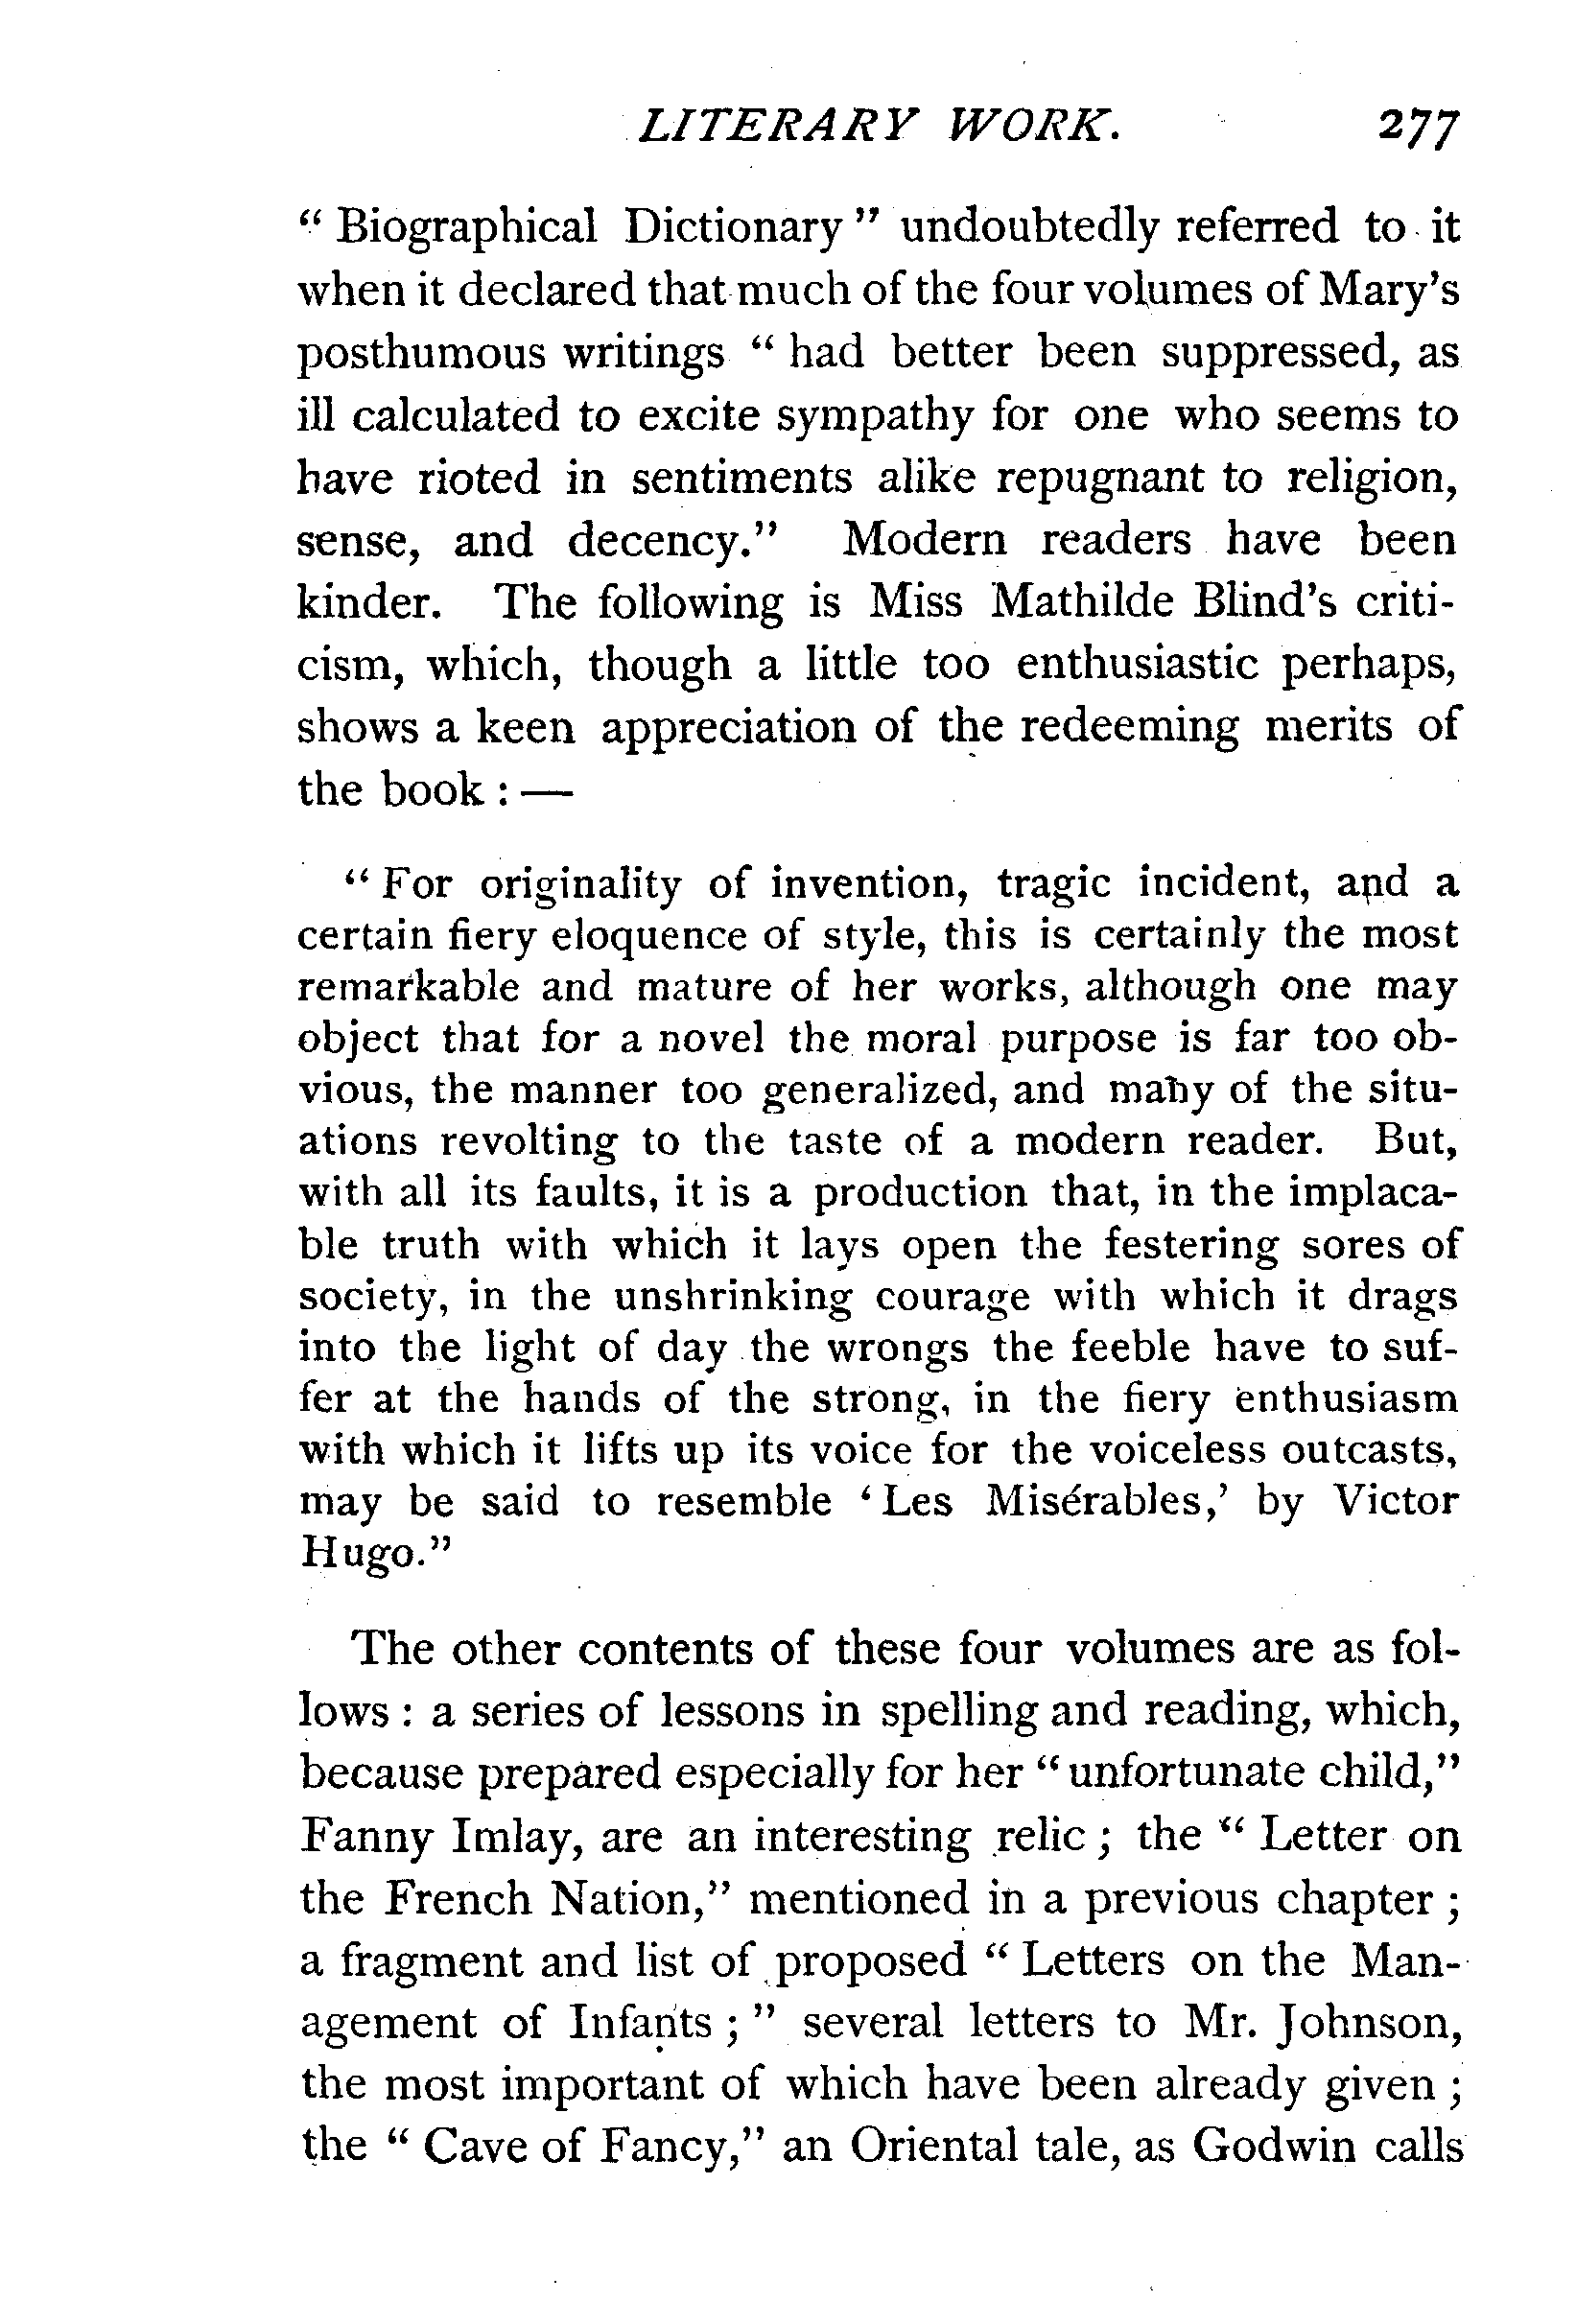 LITERARY WORK. 277
“ Biographical Dictionary ” undoubtedly referred to it
when it declared that much of the four volumes of Mary’s
posthumous writings “ had better been suppressed, as
ill calculated to excite sympathy for one who seems to
have rioted in sentiments alike repugnant to religion,
sense, and decency.” Modern readers have been
kinder. The following is Miss Mathilde Blind’s criti-
cism, which, though a little too enthusiastic perhaps,
shows a keen appreciation of the redeeming merits of
the book : —
“ For originality of invention, tragic incident, and a
certain fiery eloquence of style, this is certainly the most
remarkable and mature of her works, although one may
object that for a novel the moral purpose is far too ob-
vious, the manner too generalized, and many of the situ-
ations revolting to the taste of a modern reader. But,
with all its faults, it is a production that, in the implaca-
ble truth with which it lays open the festering sores of
society, in the unshrinking courage with which it drags
into the light of day the wrongs the feeble have to suf-
fer at the hands of the strong, in the fiery enthusiasm
with which it lifts up its voice for the voiceless outcasts,
may be said to resemble ‘ Les Misérables,’ by Victor
Hugo.”
The other contents of these four volumes are as fol-
lows : a series of lessons in spelling and reading, which,
because prepared especially for her “ unfortunate child,”
Fanny Imlay, are an interesting relic ; the “ Letter on
the French Nation,” mentioned in a previous chapter ;
a fragment and list of proposed “ Letters on the Man-
agement of Infants ; ” several letters to Mr. Johnson,
the most important of which have been already given ;
the “ Cave of Fancy,” an Oriental tale, as Godwin calls